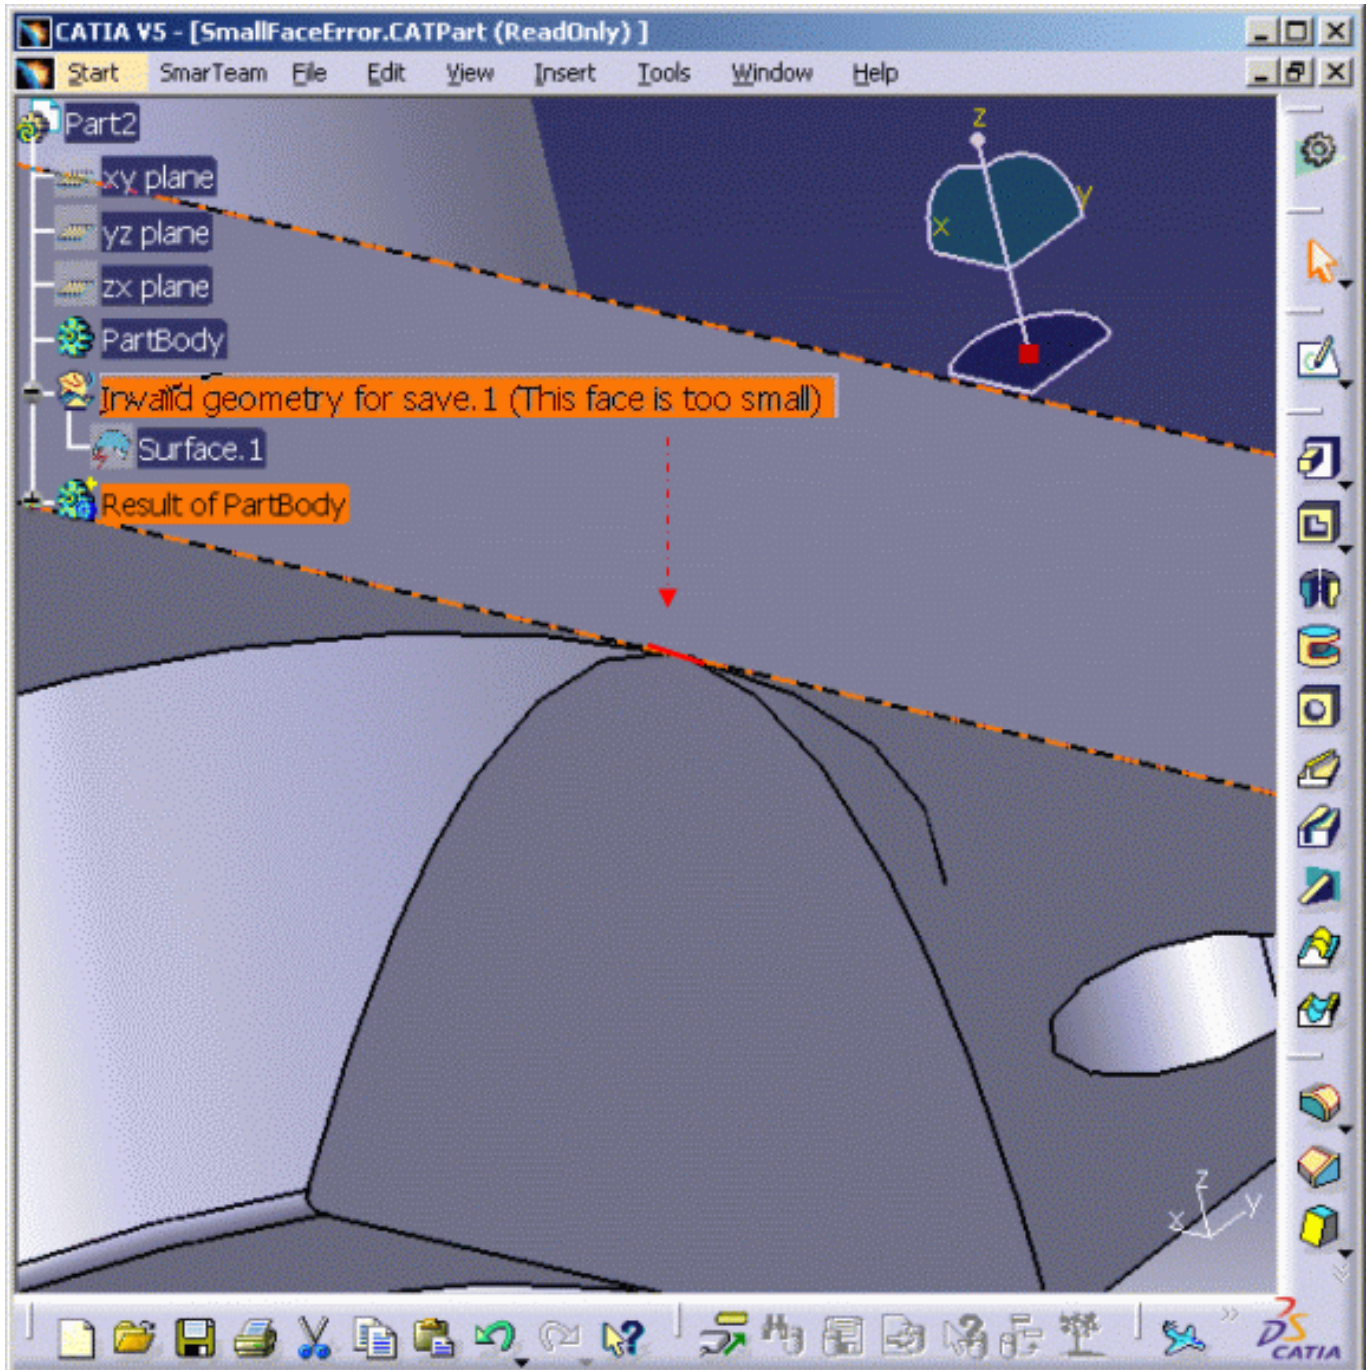 CATIA V5 - [SmallFaceError.CATPart (ReadOnly) ]
Start SmarTeam File Edit View Insert Tools Window Help
Part2
xy plane
yz plane
zx plane
PartBody
Invalid geometry for save.1 (This face is too small)
Surface.1
Result of PartBody
z
x
y
z
x
y
CATIA